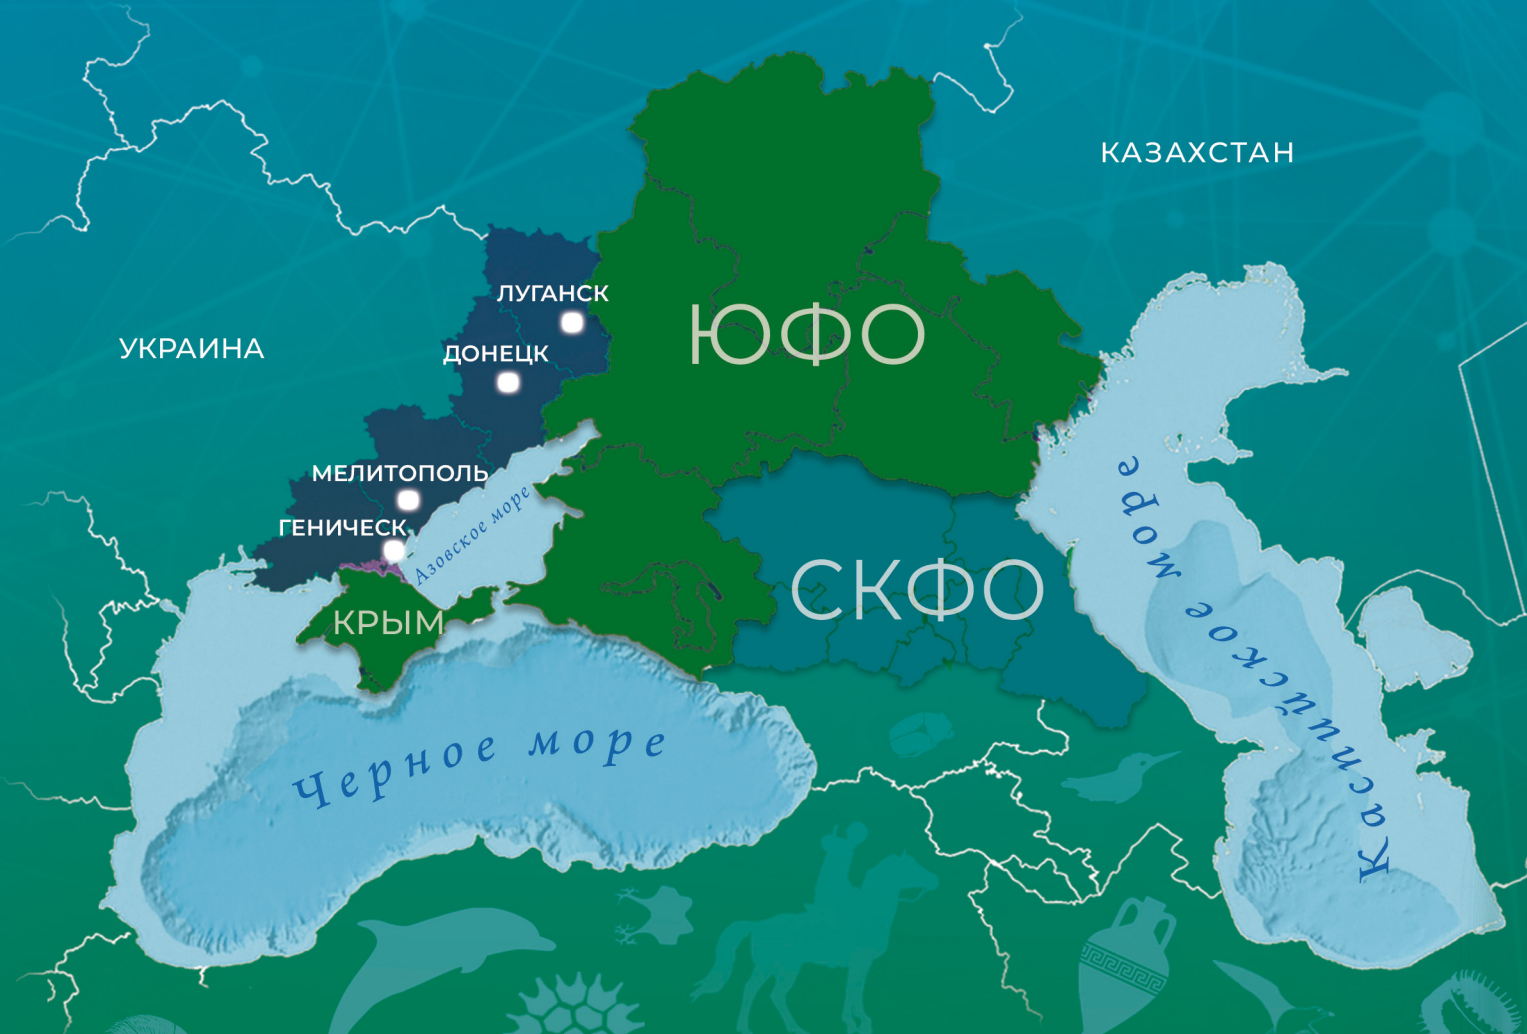 КАЗАХСТАН
ЛУГАНСК
УКРАИНА
ДОНЕЦК
ЮФО
МЕЛИТОПОЛЬ
ГЕНИЧЕСК
Азовское море
КРЫМ
СКФО
Черное море
Каспийское море